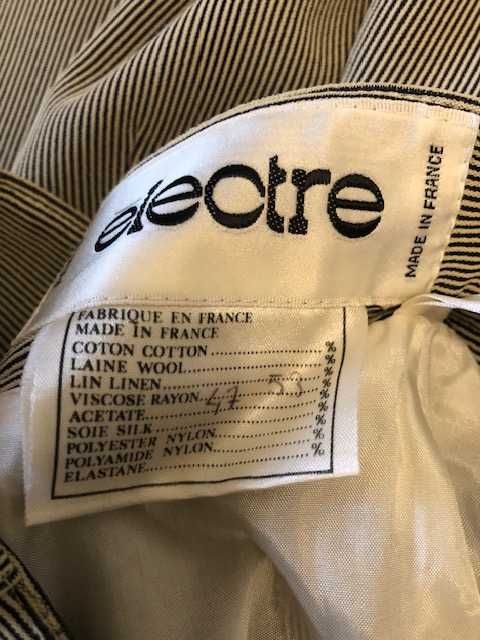 electre
MADE IN FRANCE
FABRIQUE EN FRANCE
MADE IN FRANCE
COTON COTTON..............%
LAINE WOOL..............%
LIN LINEN..............%
VISCOSE RAYON..47 53..%
ACETATE..............%
SOIE SILK..............%
POLYESTER NYLON..............%
POLYAMIDE NYLON..............%
ELASTANE..............%